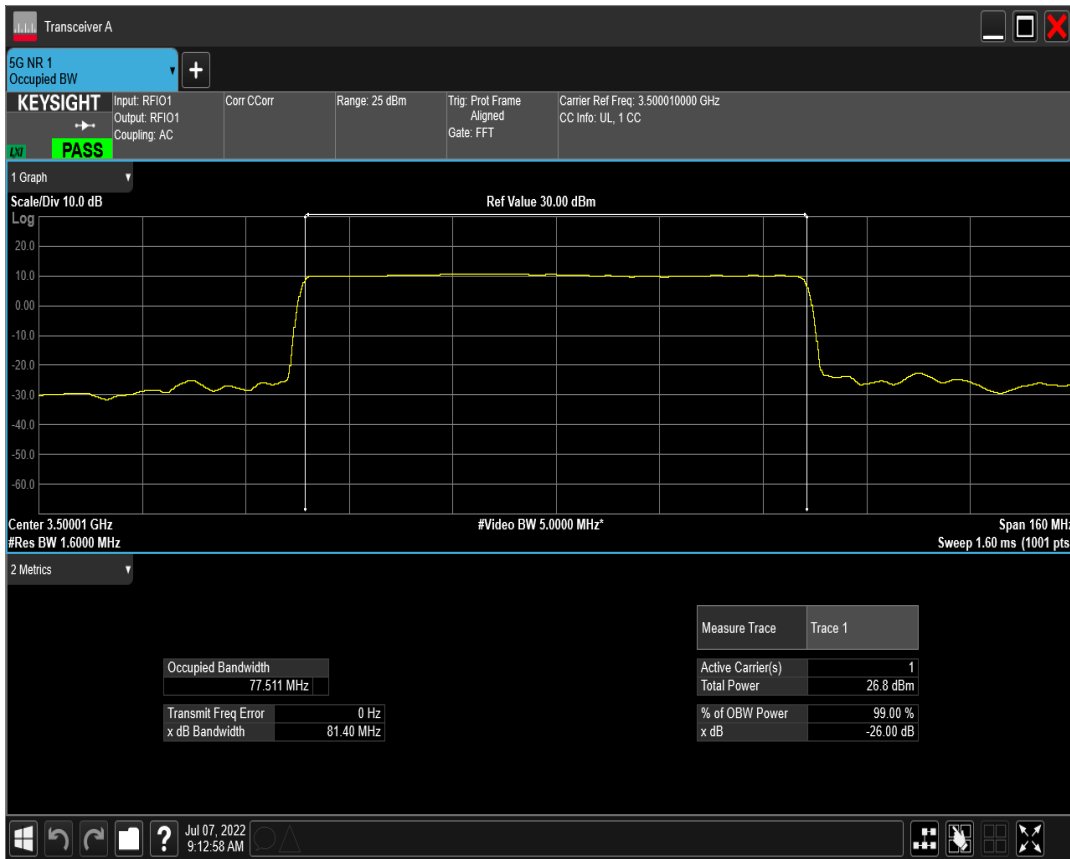 Transceiver A
5G NR 1
Occupied BW
+
KEYSIGHT
LXI
PASS
Input: RFIO1
Output: RFIO1
Coupling: AC
Corr CCorr
Range: 25 dBm
Trig: Prot Frame
Aligned
Gate: FFT
Carrier Ref Freq: 3.500010000 GHz
CC Info: UL, 1 CC
1 Graph
Scale/Div 10.0 dB
Ref Value 30.00 dBm
Log
20.0
10.0
0.00
-10.0
-20.0
-30.0
-40.0
-50.0
-60.0
Center 3.50001 GHz
#Video BW 5.0000 MHz*
Span 160 MHz
#Res BW 1.6000 MHz
Sweep 1.60 ms (1001 pts
2 Metrics
Measure Trace Trace 1
Occupied Bandwidth
77.511 MHz
Active Carrier(s) 1
Total Power 26.8 dBm
Transmit Freq Error 0 Hz
x dB Bandwidth 81.40 MHz
% of OBW Power 99.00 %
x dB -26.00 dB
?
Jul 07, 2022
9:12:58 AM